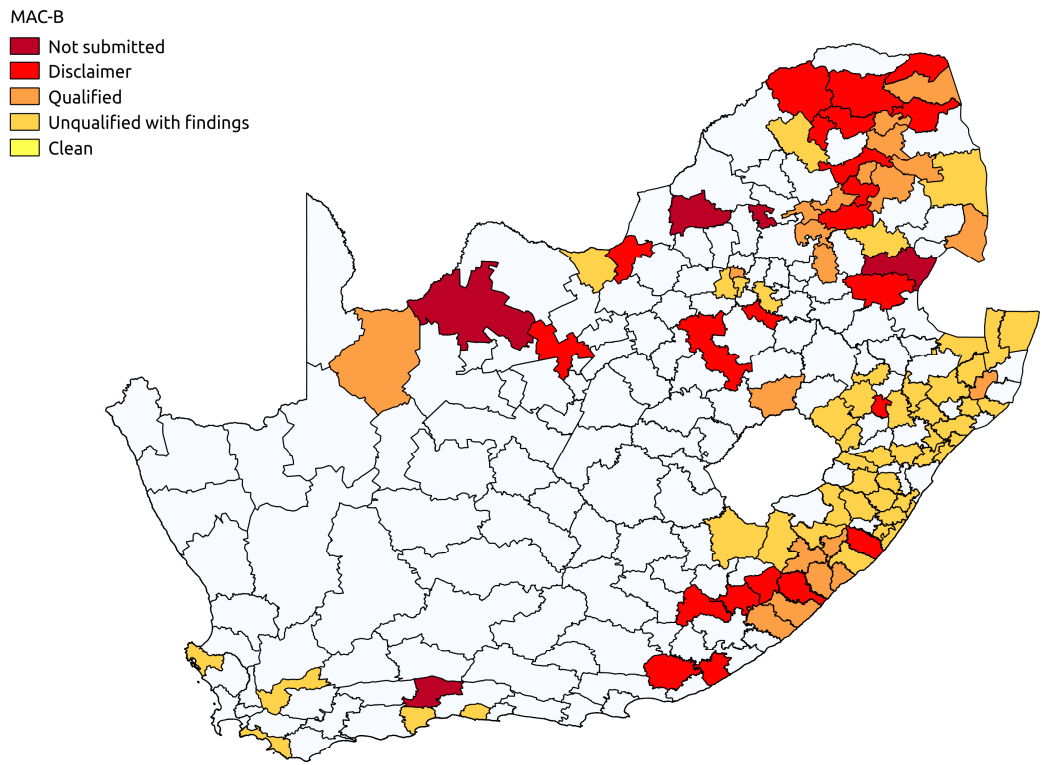 MAC-B
Not submitted
Disclaimer
Qualified
Unqualified with findings
Clean